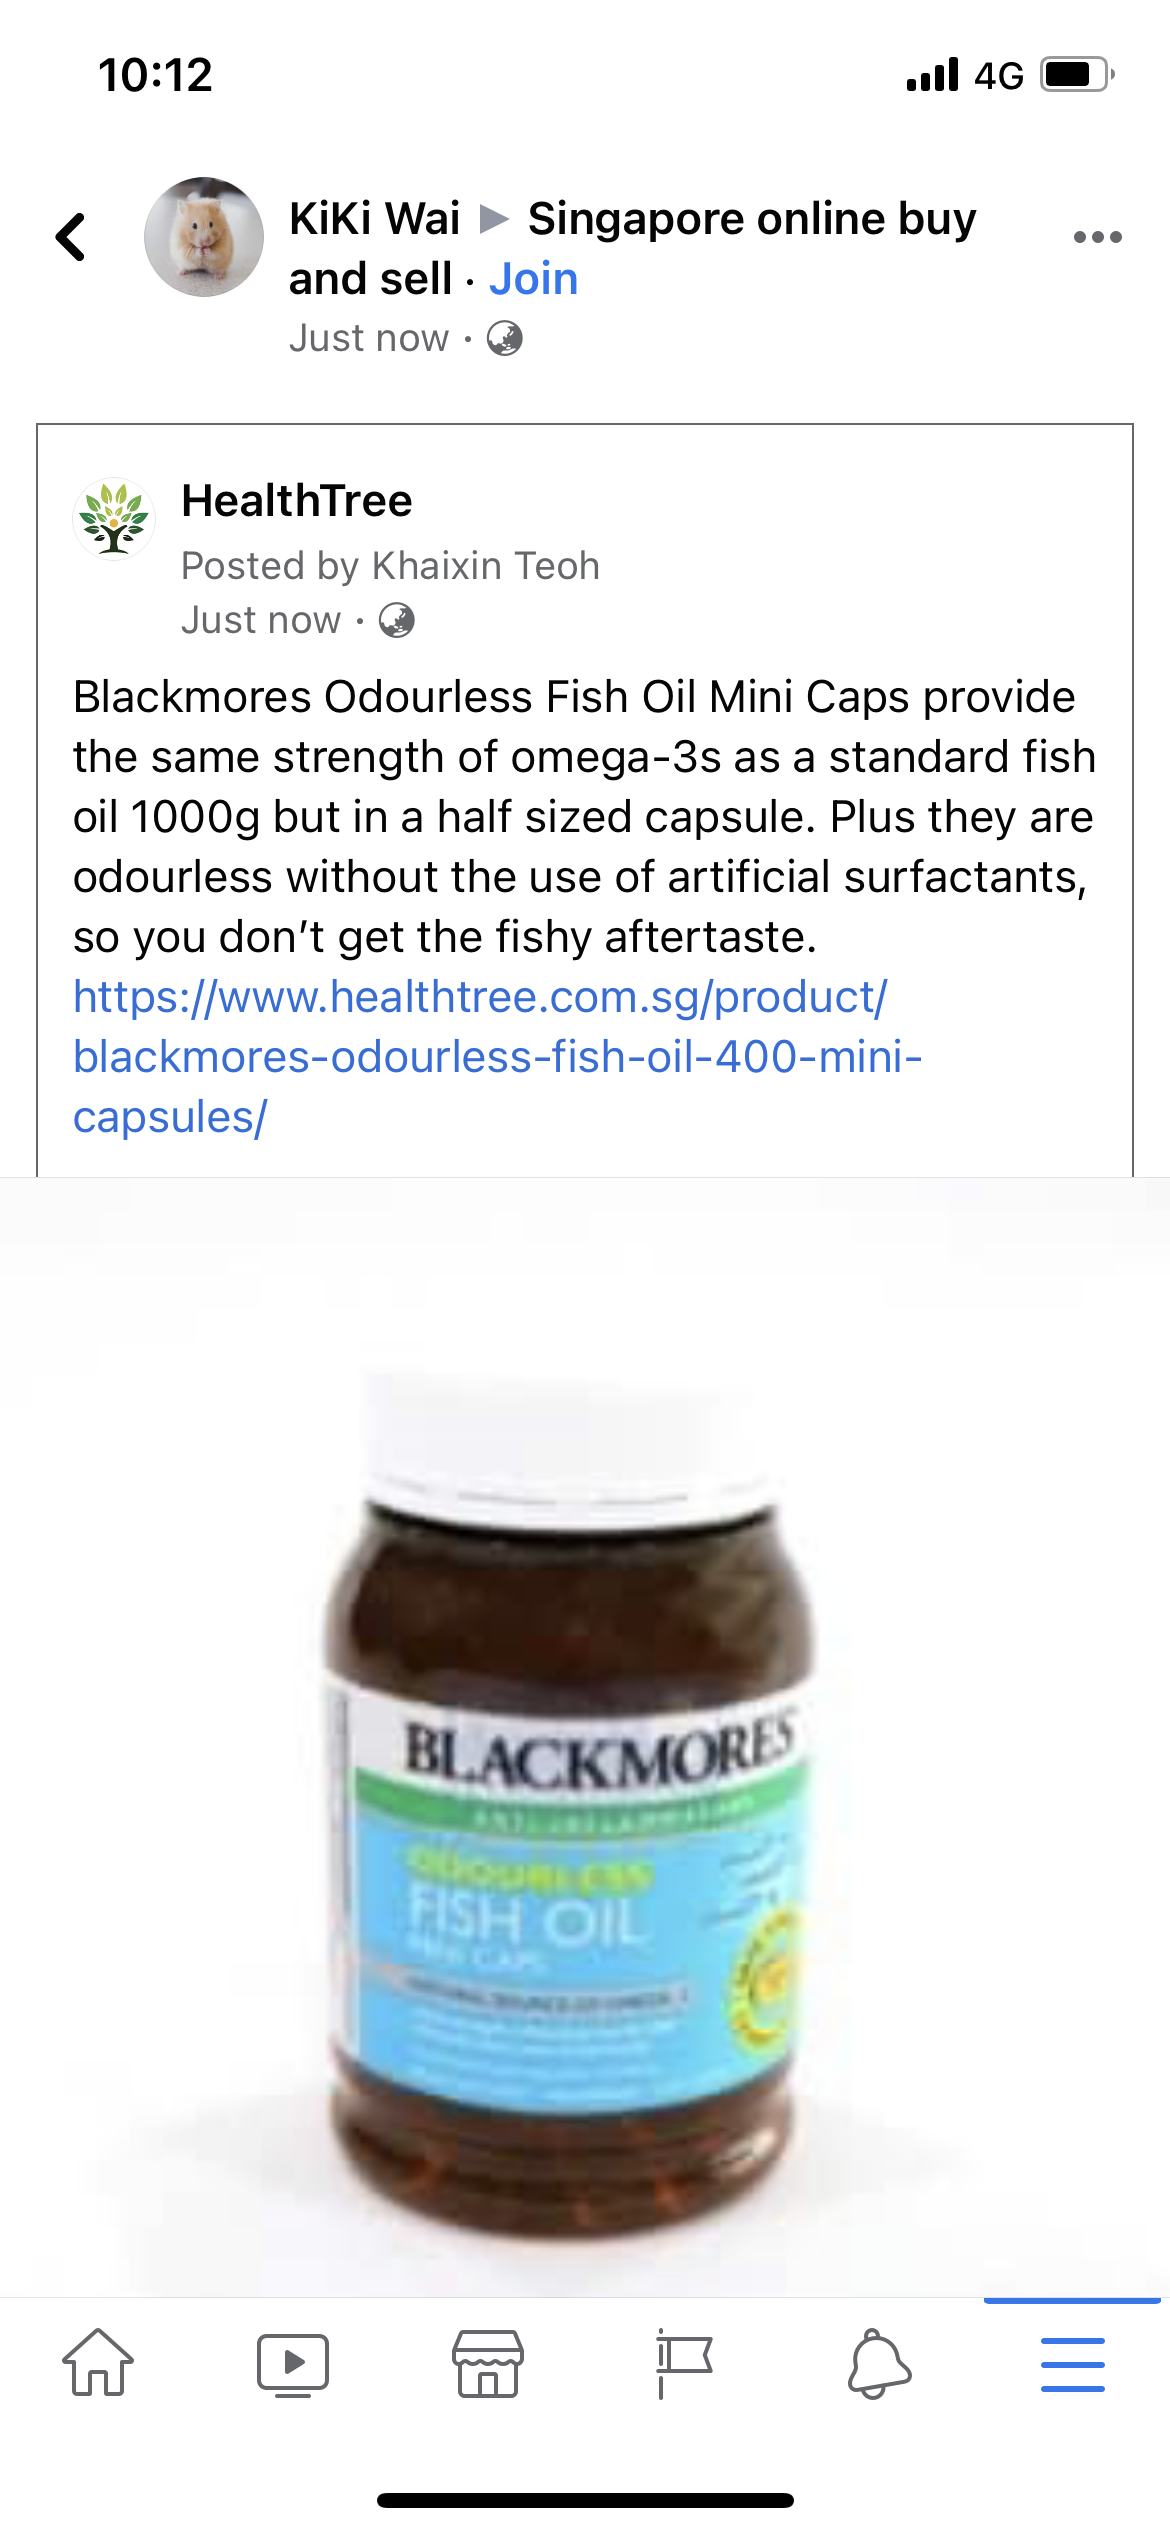 10:12
4G
KiKi Wai ▶ Singapore online buy
and sell · Join
Just now ·
HealthTree
Posted by Khaixin Teoh
Just now ·
Blackmores Odourless Fish Oil Mini Caps provide
the same strength of omega-3s as a standard fish
oil 1000g but in a half sized capsule. Plus they are
odourless without the use of artificial surfactants,
so you don’t get the fishy aftertaste.
https://www.healthtree.com.sg/product/
blackmores-odourless-fish-oil-400-mini-
capsules/
BLACKMORES
ODOURLESS
FISH OIL